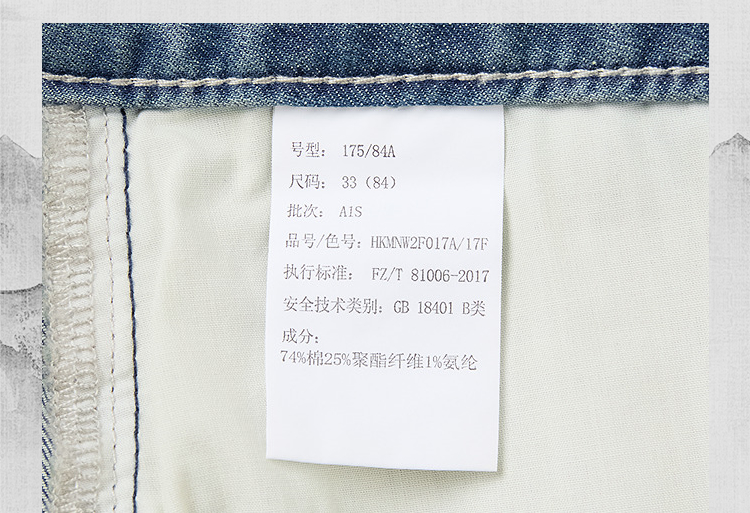 号型： 175/84A
尺码： 33（84）
批次： A1S
品号/色号：HKMNW2F017A/17F
执行标准： FZ/T 81006-2017
安全技术类别：GB 18401 B类
成分：
74%棉25%聚酯纤维1%氨纶